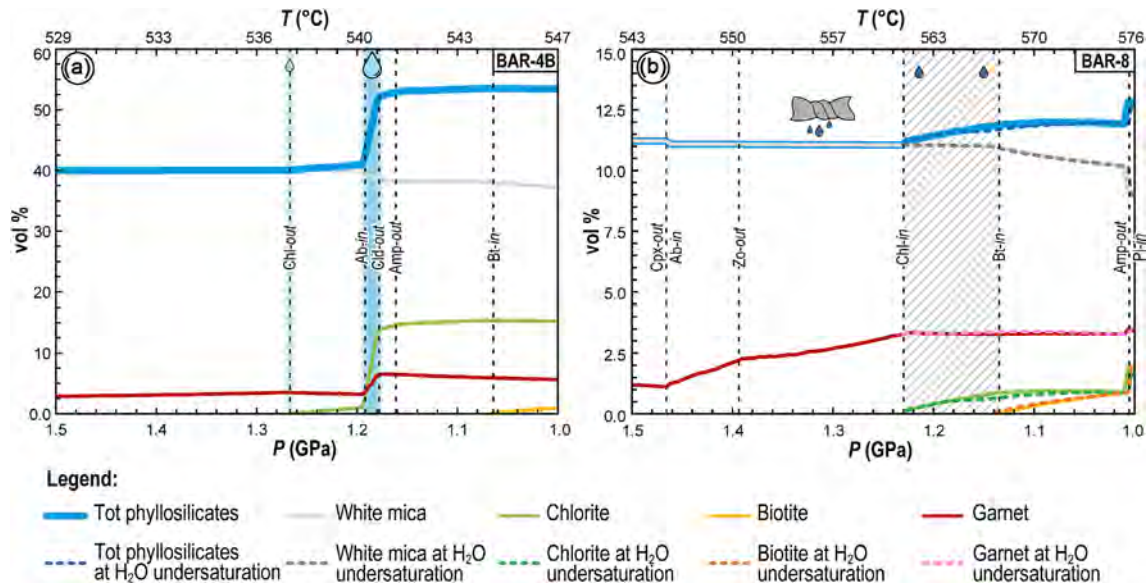 T (°C)
529 533 536 540 543 547
60
50
40
30
20
15
10
5
0.0
vol %
(a)
BAR-4B
Chl-out
Ab-in
Cld-out
Amp-out
Bt-in
1.5 1.4 1.3 1.2 1.1 1.0
P (GPa)
T (°C)
543 550 557 563 570 576
15.0
12.5
10.0
7.5
5.0
2.5
0.0
vol %
(b)
BAR-8
Cpx-out
Ab-in
Zo-out
Chl-in
Bt-in
Amp-out
Pl-in
1.5 1.4 1.3 1.2 1.1 1.0
P (GPa)
Legend:
Tot phyllosilicates White mica Chlorite Biotite Garnet
Tot phyllosilicates White mica at H2O Chlorite at H2O Biotite at H2O Garnet at H2O
at H2O undersaturation undersaturation undersaturation undersaturation undersaturation